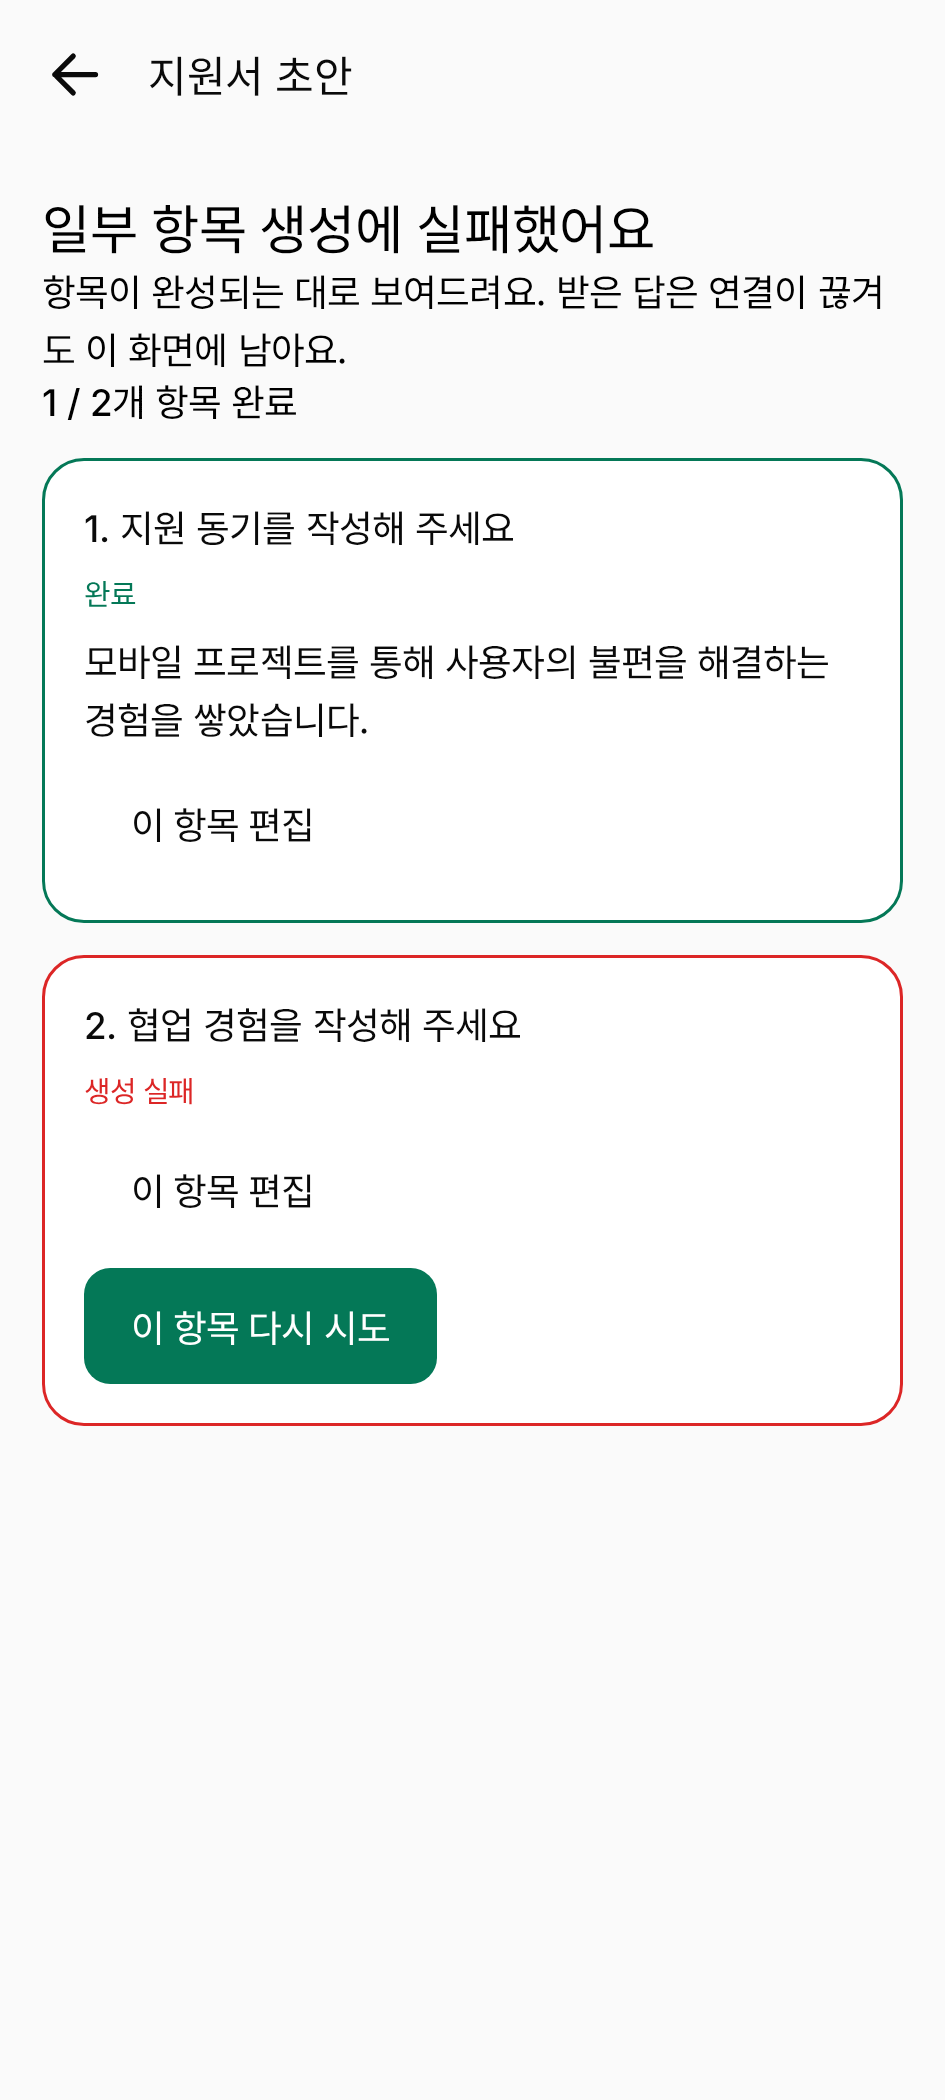 지원서 초안
일부 항목 생성에 실패했어요
항목이 완성되는 대로 보여드려요. 받은 답은 연결이 끊겨
도 이 화면에 남아요.
1 / 2개 항목 완료
1. 지원 동기를 작성해 주세요
완료
모바일 프로젝트를 통해 사용자의 불편을 해결하는
경험을 쌓았습니다.
이 항목 편집
2. 협업 경험을 작성해 주세요
생성 실패
이 항목 편집
이 항목 다시 시도